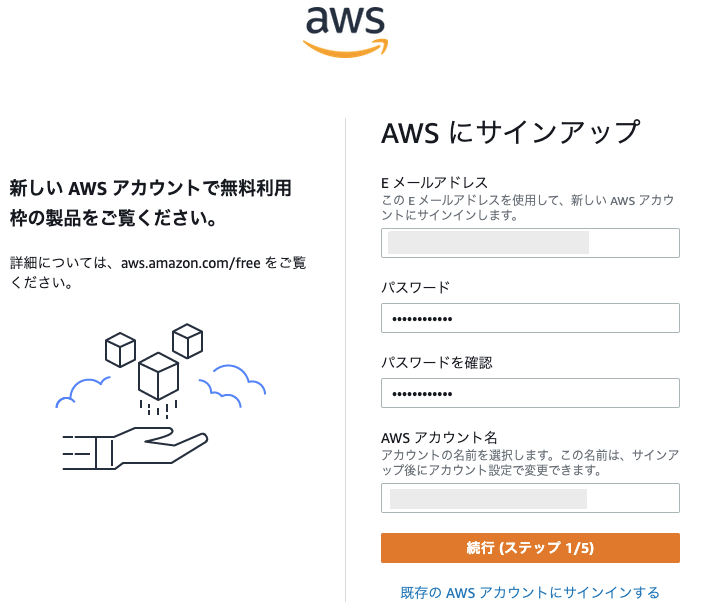 aws
新しい AWS アカウントで無料利用
枠の製品をご覧ください。
詳細については、aws.amazon.com/free をご覧
ください。
AWS にサインアップ
E メールアドレス
この E メールアドレスを使用して、新しい AWS アカウ
ントにサインインします。
パスワード
••••••••••••
パスワードを確認
••••••••••••
AWS アカウント名
アカウントの名前を選択します。この名前は、サインア
ップ後にアカウント設定で変更できます。
続行 (ステップ 1/5)
既存の AWS アカウントにサインインする